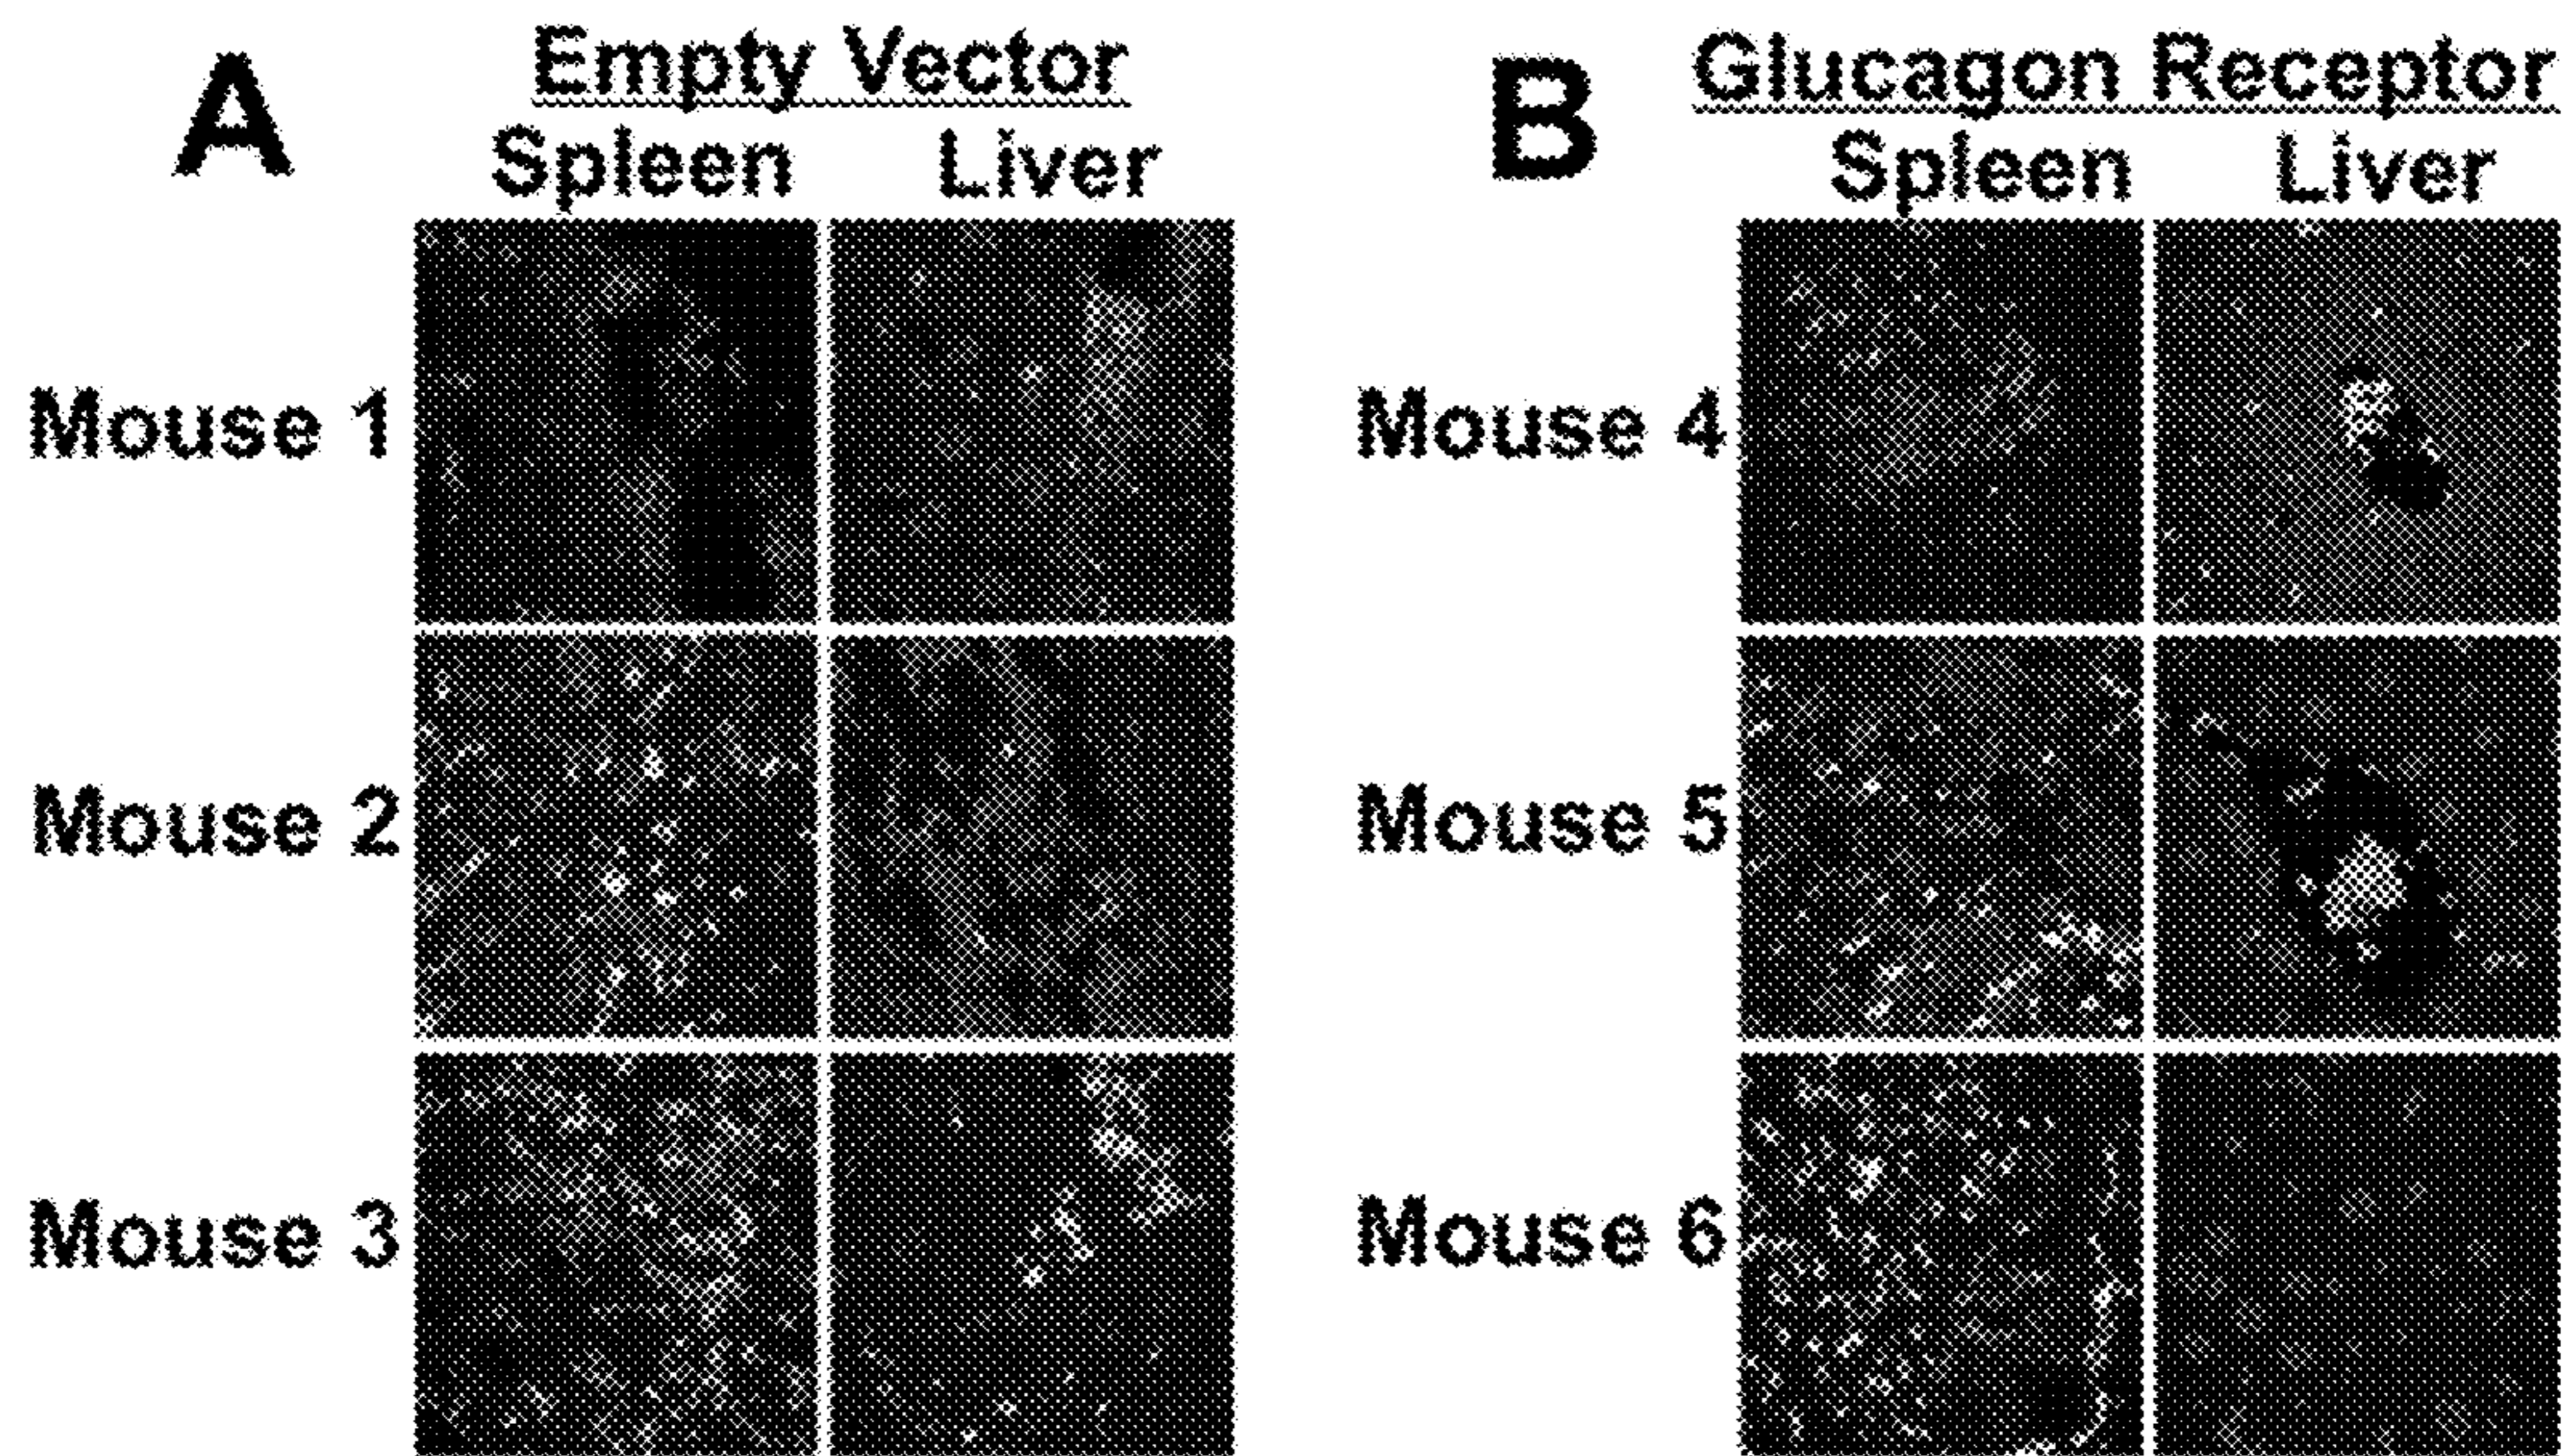 A
Empty Vector
Spleen Liver
Mouse 1
Mouse 2
Mouse 3
B
Glucagon Receptor
Spleen Liver
Mouse 4
Mouse 5
Mouse 6